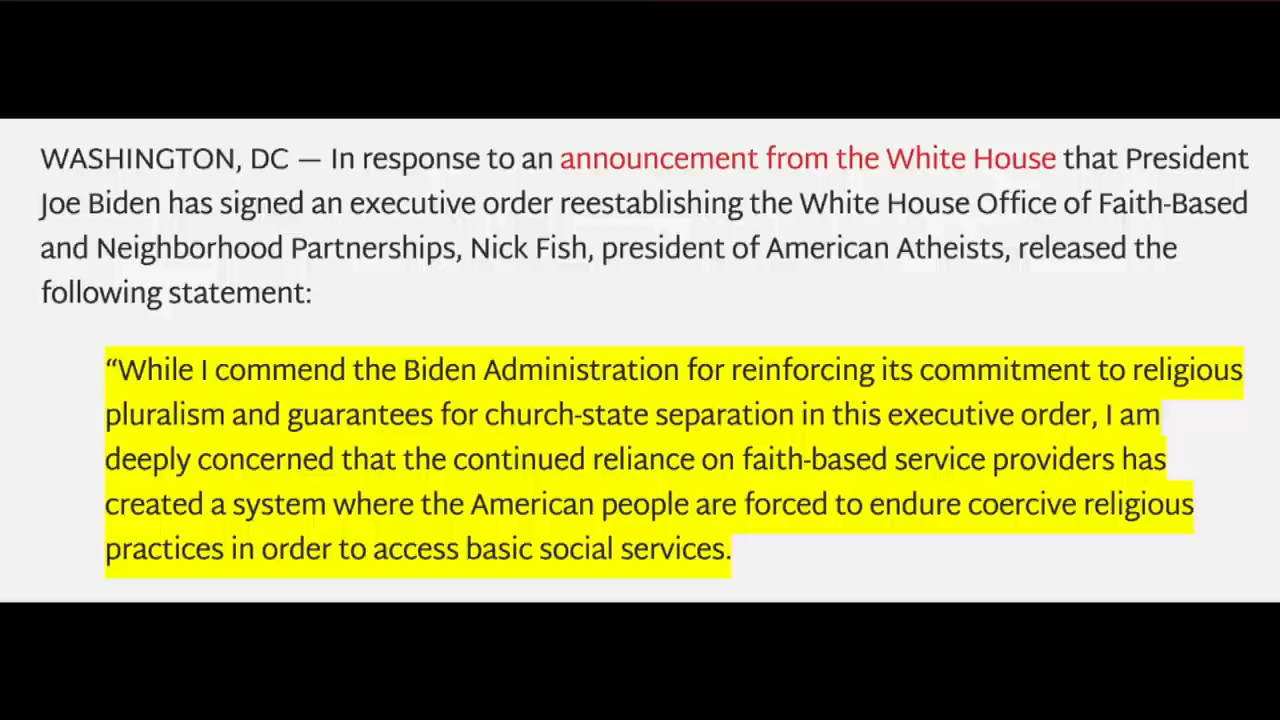 WASHINGTON, DC — In response to an announcement from the White House that President
Joe Biden has signed an executive order reestablishing the White House Office of Faith-Based
and Neighborhood Partnerships, Nick Fish, president of American Atheists, released the
following statement:
“While I commend the Biden Administration for reinforcing its commitment to religious
pluralism and guarantees for church-state separation in this executive order, I am
deeply concerned that the continued reliance on faith-based service providers has
created a system where the American people are forced to endure coercive religious
practices in order to access basic social services.